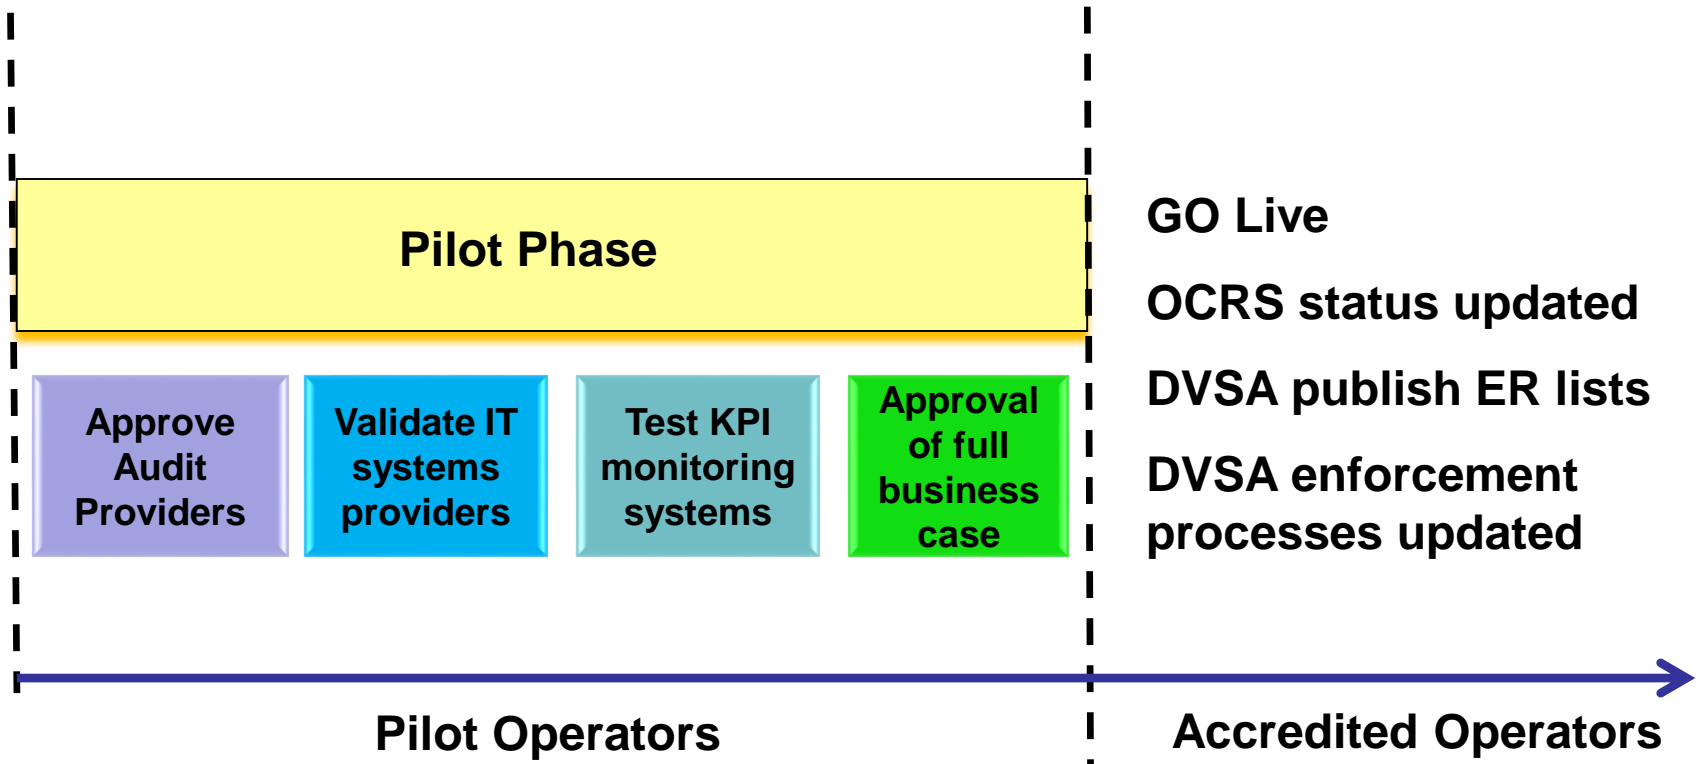 Pilot Phase
Approve
Audit
Providers
Validate IT
systems
providers
Test KPI
monitoring
systems
Approval
of full
business
case
GO Live
OCRS status updated
DVSA publish ER lists
DVSA enforcement
processes updated
Pilot Operators
Accredited Operators